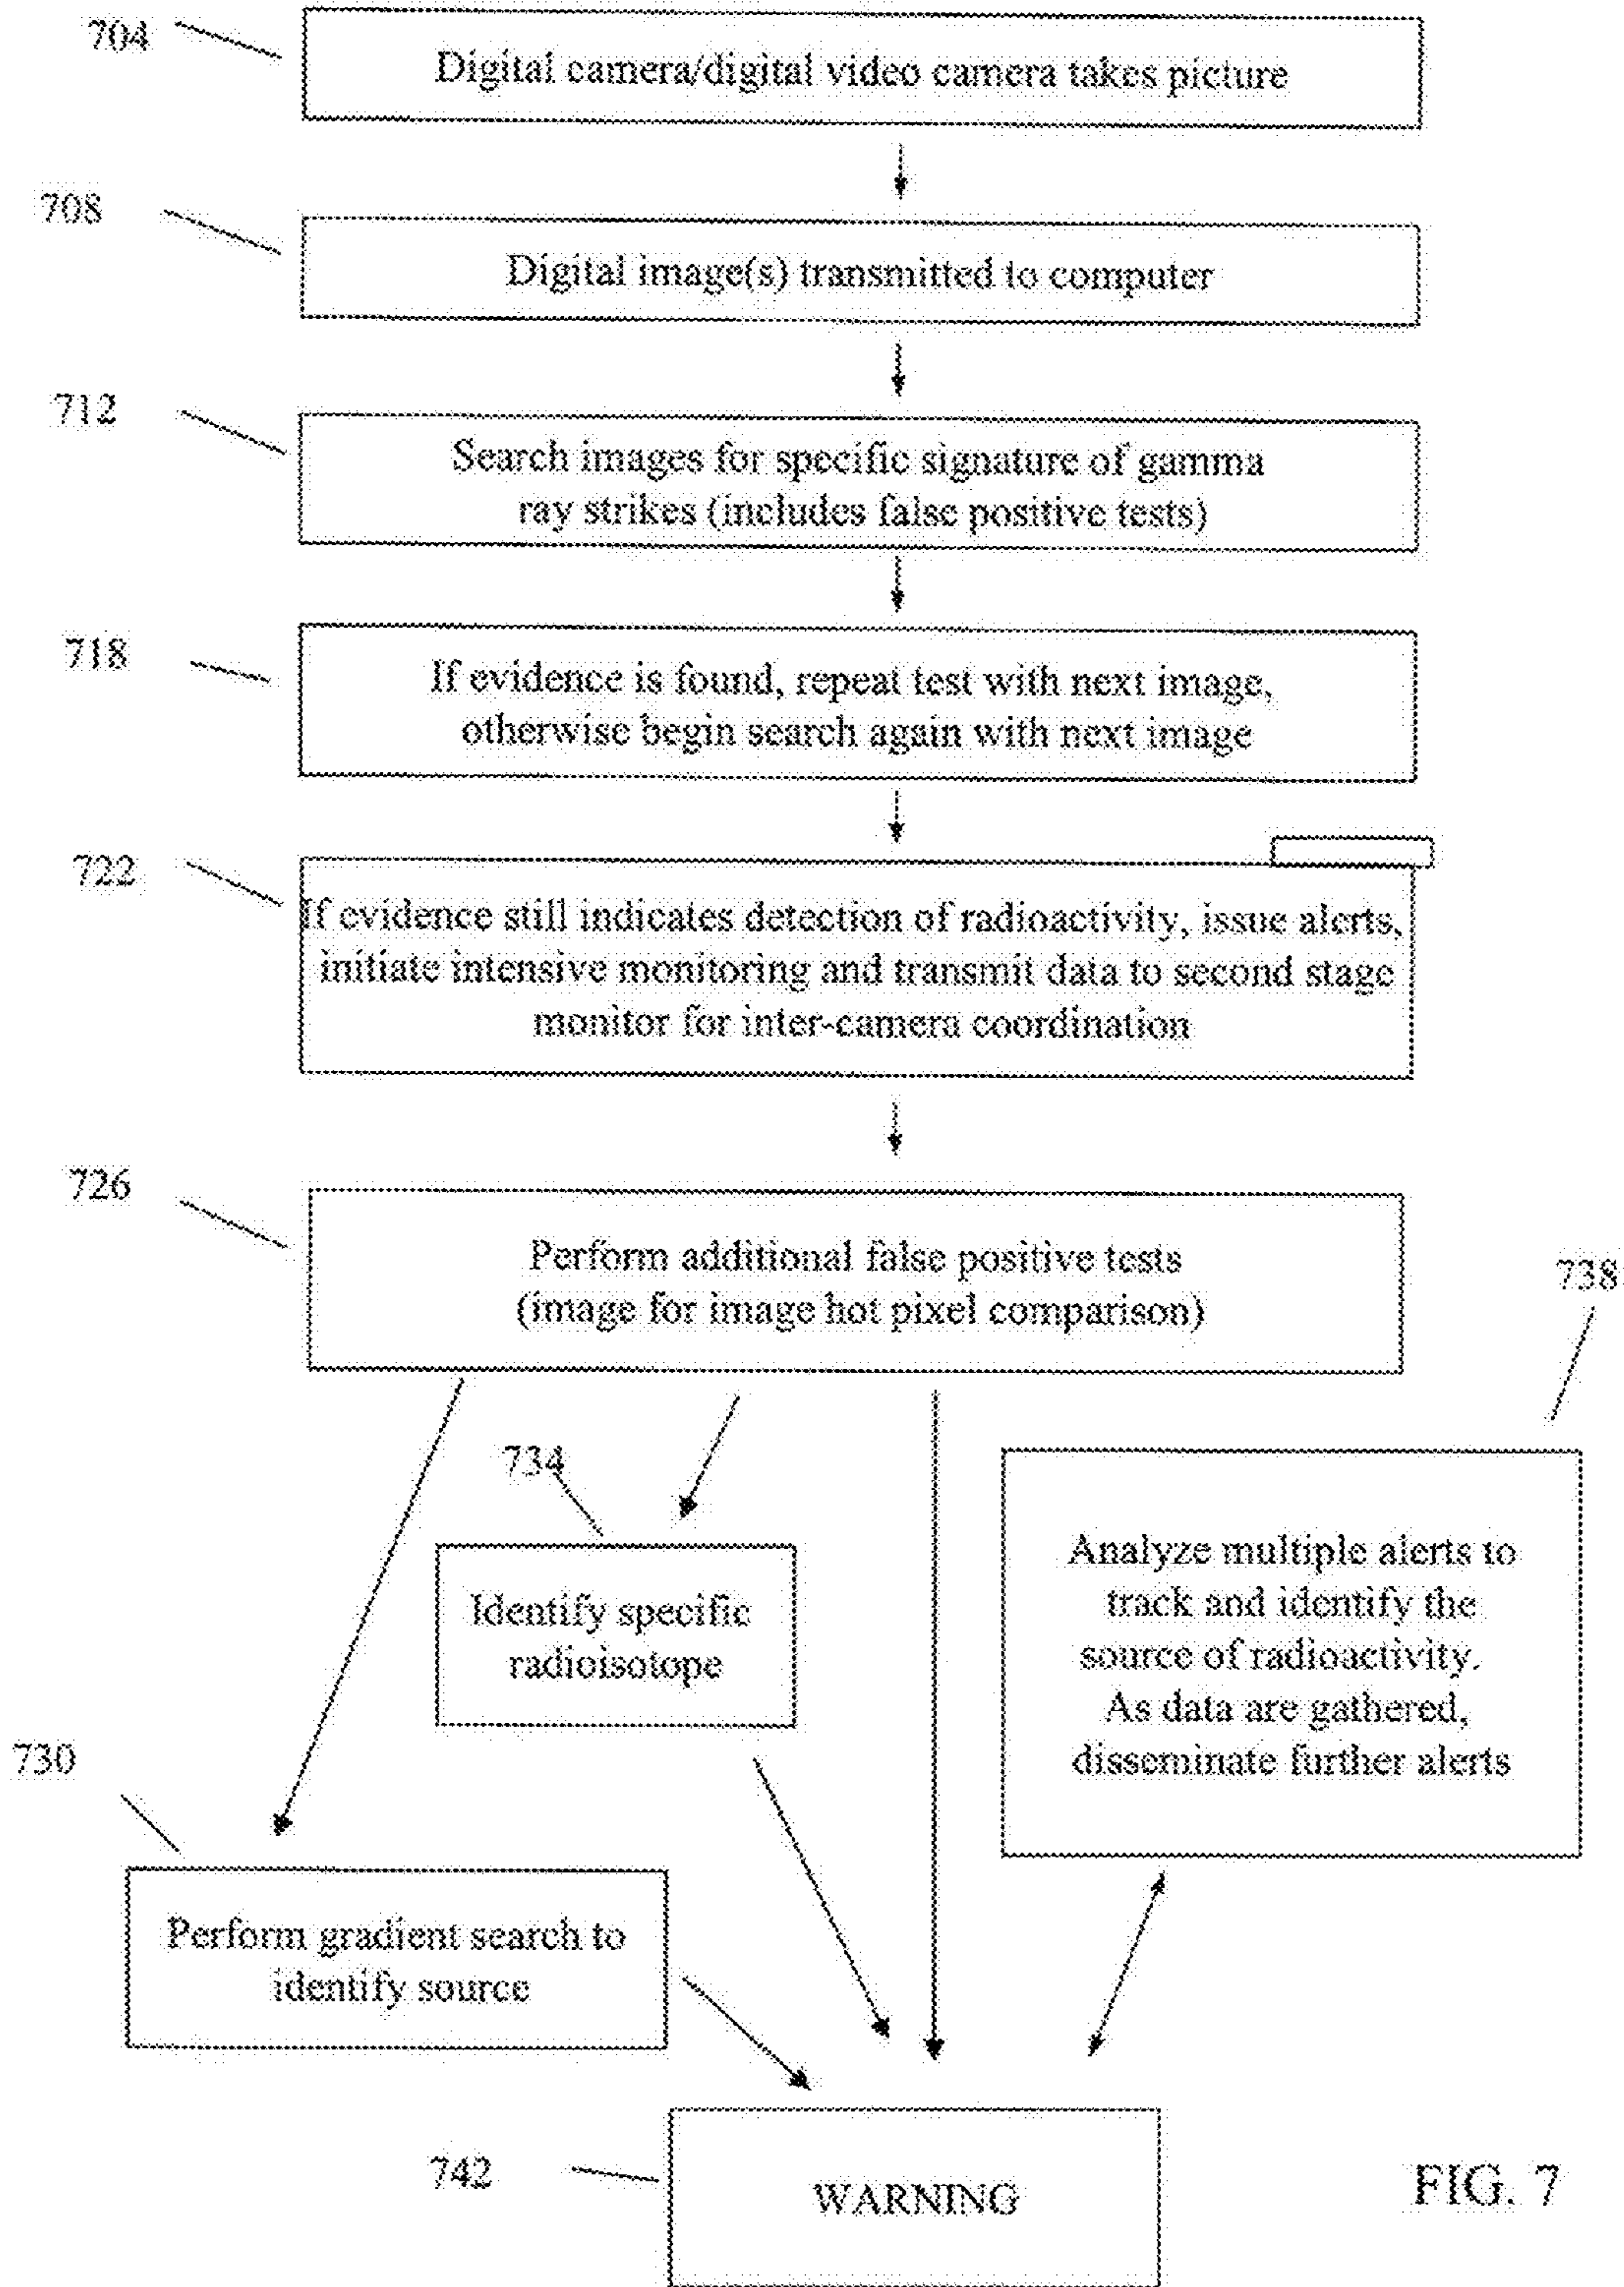 704
Digital camera/digital video camera takes picture
708
Digital image(s) transmitted to computer
712
Search images for specific signature of gamma
ray strikes (includes false positive tests)
718
If evidence is found, repeat test with next image,
otherwise begin search again with next image
722
If evidence still indicates detection of radioactivity, issue alerts,
initiate intensive monitoring and transmit data to second stage
monitor for inter-camera coordination
726
Perform additional false positive tests
(image for image hot pixel comparison)
738
734
Identify specific
radioisotope
Analyze multiple alerts to
track and identify the
source of radioactivity.
As data are gathered,
disseminate further alerts
730
Perform gradient search to
identify source
742
WARNING
FIG. 7